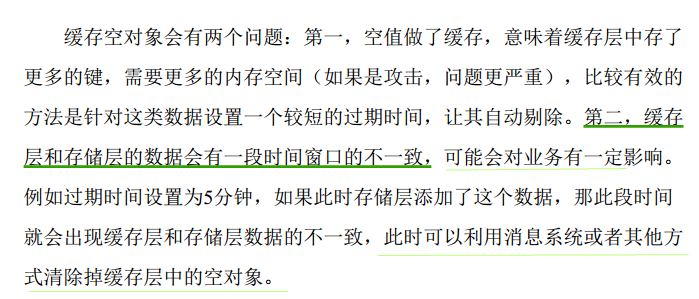 缓存空对象会有两个问题：第一，空值做了缓存，意味着缓存层中存了
更多的键，需要更多的内存空间（如果是攻击，问题更严重），比较有效的
方法是针对这类数据设置一个较短的过期时间，让其自动剔除。第二，缓存
层和存储层的数据会有一段时间窗口的不一致，可能会对业务有一定影响。
例如过期时间设置为5分钟，如果此时存储层添加了这个数据，那此段时间
就会出现缓存层和存储层数据的不一致，此时可以利用消息系统或者其他方
式清除掉缓存层中的空对象。